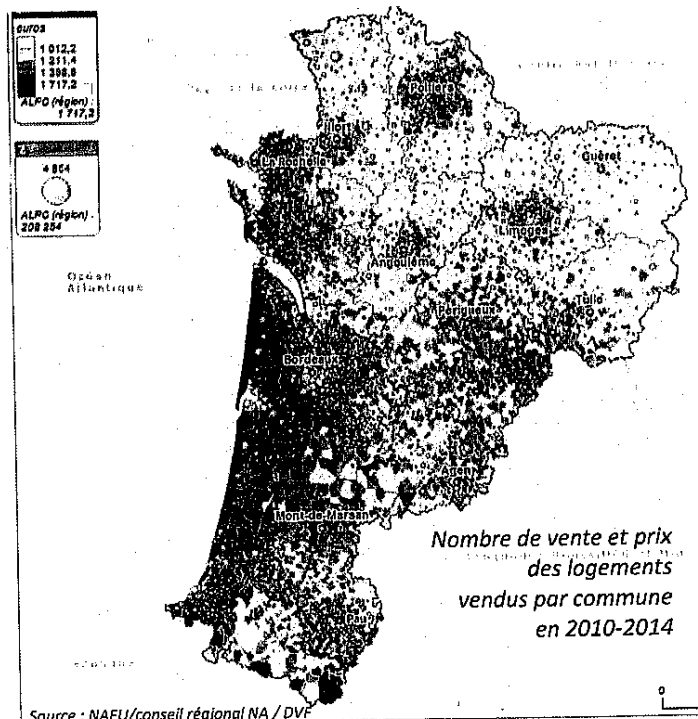 euros
1 012,2
1 211,4
1 398,8
1 717,2
ALPC (région) :
1 717,2
4 854
ALPC (région) :
208 254
Poitiers
Niort
La Rochelle
Guéret
Limoges
Angoulême
Océan
Atlantique
Périgueux
Tulle
Bordeaux
Agen
Mont-de-Marsan
Pau
Nombre de vente et prix
des logements
vendus par commune
en 2010-2014
0
Source : NAFU/conseil régional NA / DVF